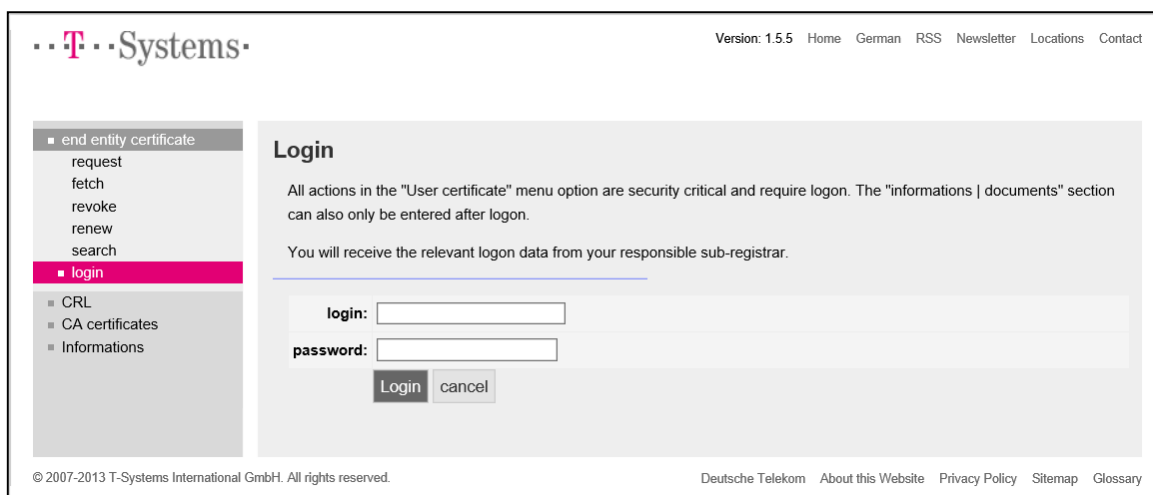 ··T··Systems·
Version: 1.5.5 Home German RSS Newsletter Locations Contact
end entity certificate
request
fetch
revoke
renew
search
login
CRL
CA certificates
Informations
Login
All actions in the "User certificate" menu option are security critical and require logon. The "informations | documents" section
can also only be entered after logon.
You will receive the relevant logon data from your responsible sub-registrar.
login:
password:
Login cancel
© 2007-2013 T-Systems International GmbH. All rights reserved.
Deutsche Telekom About this Website Privacy Policy Sitemap Glossary